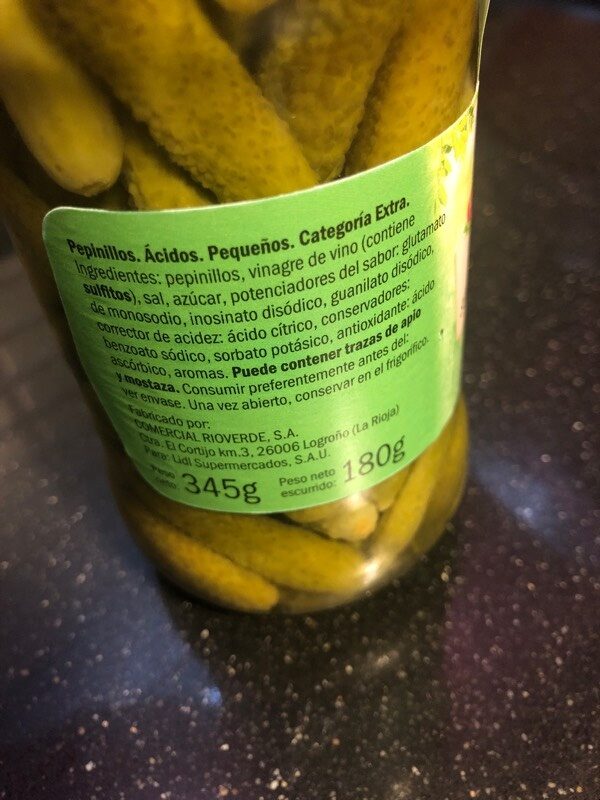 Pepinillos. Ácidos. Pequeños. Categoría Extra.
Ingredientes: pepinillos, vinagre de vino (contiene
sulfitos), sal, azúcar, potenciadores del sabor: glutamato
de monosodio, inosinato disódico, guanilato disódico,
corrector de acidez: ácido cítrico, conservadores:
benzoato sódico, sorbato potásico, antioxidante: ácido
ascórbico, aromas. Puede contener trazas de apio
y mostaza. Consumir preferentemente antes del:
ver envase. Una vez abierto, conservar en el frigorífico.
Fabricado por:
COMERCIAL RIOVERDE, S.A.
Ctra. El Cortijo km.3, 26006 Logroño (La Rioja)
Para: Lidl Supermercados, S.A.U.
Peso neto 345g Peso neto escurrido: 180g